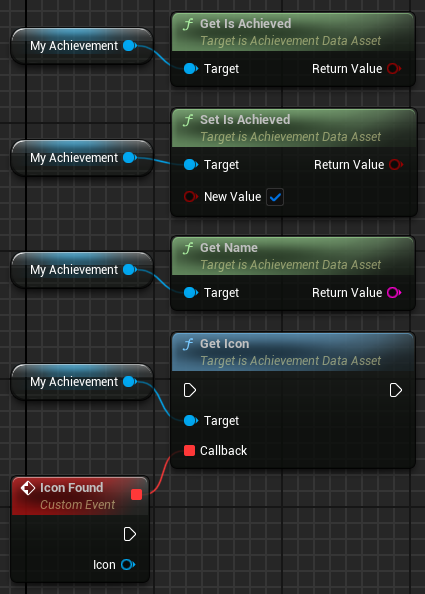 Get Is Achieved
Target is Achievement Data Asset
My Achievement
Target
Return Value
Set Is Achieved
Target is Achievement Data Asset
My Achievement
Target
Return Value
New Value
Get Name
Target is Achievement Data Asset
My Achievement
Target
Return Value
Get Icon
Target is Achievement Data Asset
My Achievement
Target
Callback
Icon Found
Custom Event
Icon